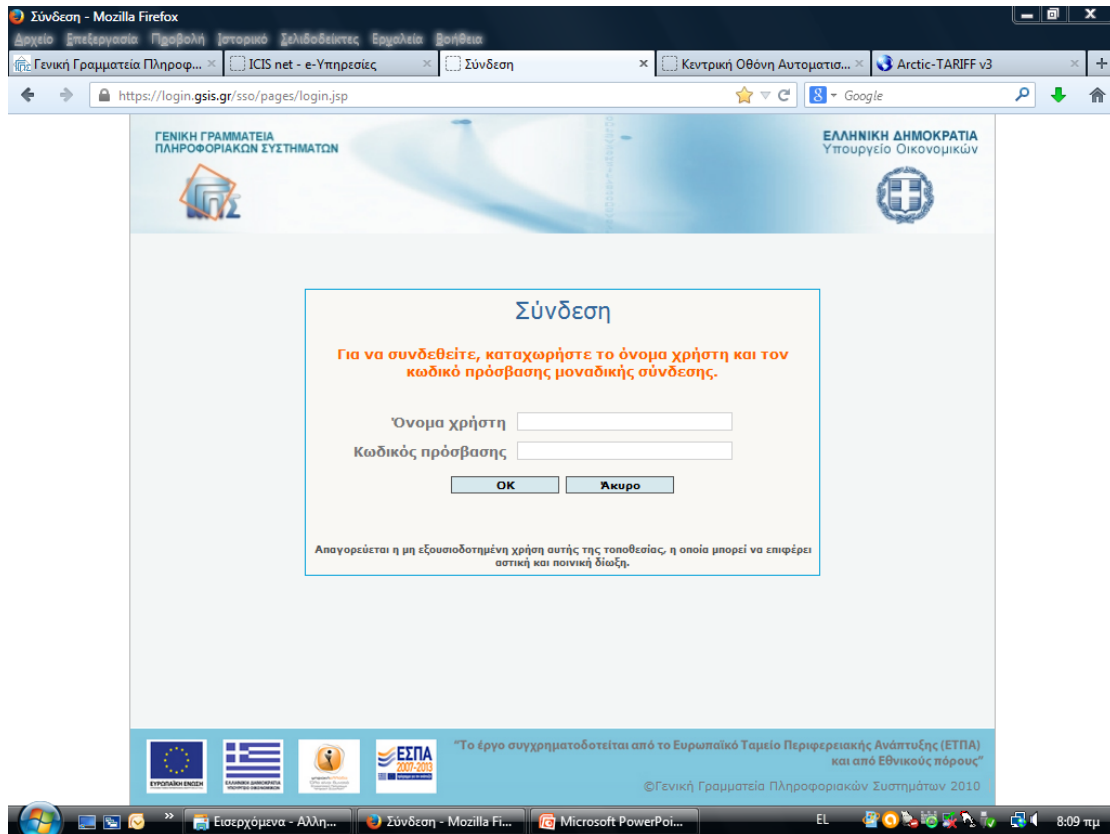 Σύνδεση - Mozilla Firefox
Αρχείο Επεξεργασία Προβολή Ιστορικό Σελιδοδείκτες Εργαλεία Βοήθεια
Γενική Γραμματεία Πληροφ... ICIS net - e-Υπηρεσίες Σύνδεση Κεντρική Οθόνη Αυτοματισ... Arctic-TARIFF v3
https://login.gsis.gr/sso/pages/login.jsp Google
ΓΕΝΙΚΗ ΓΡΑΜΜΑΤΕΙΑ
ΠΛΗΡΟΦΟΡΙΑΚΩΝ ΣΥΣΤΗΜΑΤΩΝ
ΕΛΛΗΝΙΚΗ ΔΗΜΟΚΡΑΤΙΑ
Υπουργείο Οικονομικών
Σύνδεση
Για να συνδεθείτε, καταχωρήστε το όνομα χρήστη και τον
κωδικό πρόσβασης μοναδικής σύνδεσης.
Όνομα χρήστη
Κωδικός πρόσβασης
OK Άκυρο
Απαγορεύεται η μη εξουσιοδοτημένη χρήση αυτής της τοποθεσίας, η οποία μπορεί να επιφέρει
αστική και ποινική δίωξη.
ΕΥΡΩΠΑΪΚΗ ΕΝΩΣΗ
ΕΛΛΗΝΙΚΗ ΔΗΜΟΚΡΑΤΙΑ
ΥΠΟΥΡΓΕΙΟ ΟΙΚΟΝΟΜΙΚΩΝ
ΕΣΠΑ
2007-2013
"Το έργο συγχρηματοδοτείται από το Ευρωπαϊκό Ταμείο Περιφερειακής Ανάπτυξης (ΕΤΠΑ)
και από Εθνικούς πόρους"
©Γενική Γραμματεία Πληροφοριακών Συστημάτων 2010
Εισερχόμενα - Αλλη... Σύνδεση - Mozilla Fi... Microsoft PowerPoi... EL 8:09 πμ